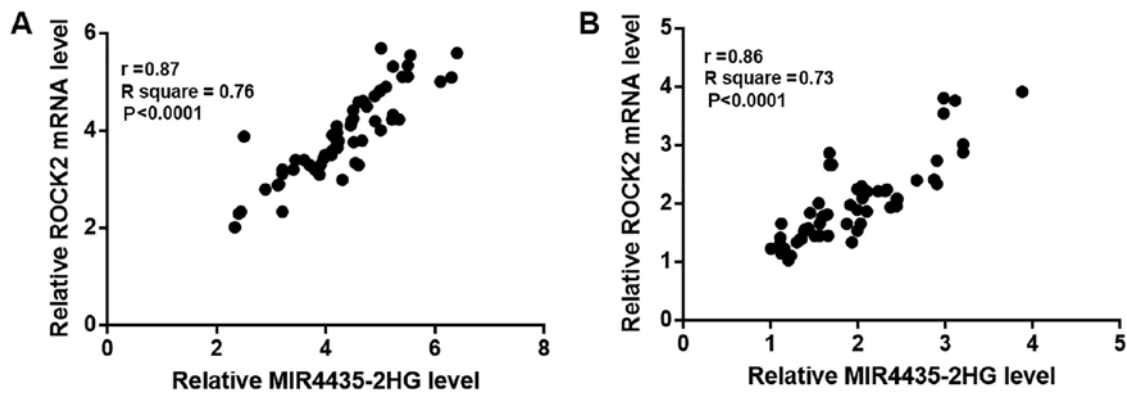 A
Relative ROCK2 mRNA level
r =0.87
R square = 0.76
P<0.0001
6
4
2
0
0 2 4 6 8
Relative MIR4435-2HG level
B
Relative ROCK2 mRNA level
r =0.86
R square =0.73
P<0.0001
5
4
3
2
1
0
0 1 2 3 4 5
Relative MIR4435-2HG level